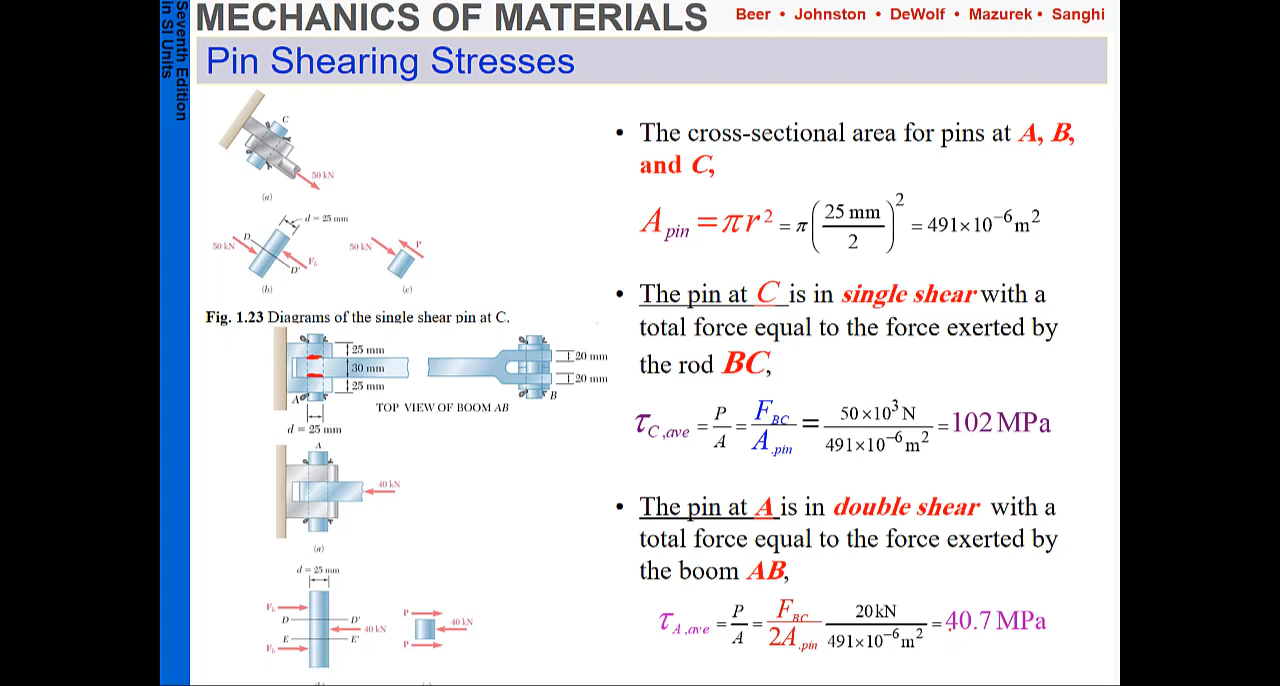 Seventh Edition
in SI Units
MECHANICS OF MATERIALS
Beer • Johnston • DeWolf • Mazurek • Sanghi
Pin Shearing Stresses
C
50 kN
(a)
d = 25 mm
50 kN
D
D'
F_b
(b)
50 kN
P
(c)
Fig. 1.23 Diagrams of the single shear pin at C.
25 mm
30 mm
25 mm
A
d = 25 mm
20 mm
20 mm
B
TOP VIEW OF BOOM AB
A
40 kN
(a)
d = 25 mm
F_b
D
D'
40 kN
E
E'
F_b
P
40 kN
P
• The cross-sectional area for pins at A, B,
and C,
A_pin = πr² = π(25 mm / 2)² = 491×10⁻⁶ m²
• The pin at C is in single shear with a
total force equal to the force exerted by
the rod BC,
τ_C,ave = P/A = F_BC/A_.pin = 50×10³ N / 491×10⁻⁶ m² = 102 MPa
• The pin at A is in double shear with a
total force equal to the force exerted by
the boom AB,
τ_A,ave = P/A = F_BC/2A_.pin 20 kN / 491×10⁻⁶ m² = 40.7 MPa